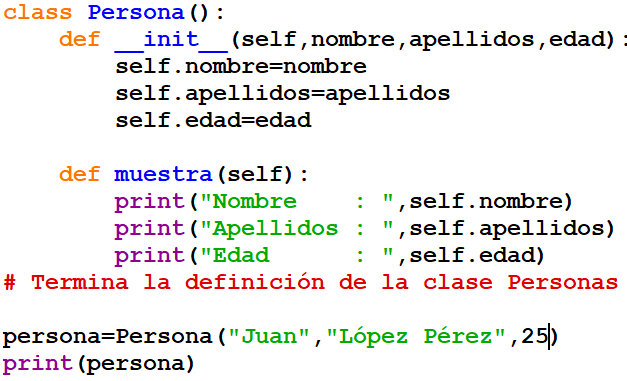 class Persona():
    def __init__(self,nombre,apellidos,edad):
        self.nombre=nombre
        self.apellidos=apellidos
        self.edad=edad

    def muestra(self):
        print("Nombre    : ",self.nombre)
        print("Apellidos : ",self.apellidos)
        print("Edad      : ",self.edad)
# Termina la definición de la clase Personas

persona=Persona("Juan","López Pérez",25)
print(persona)